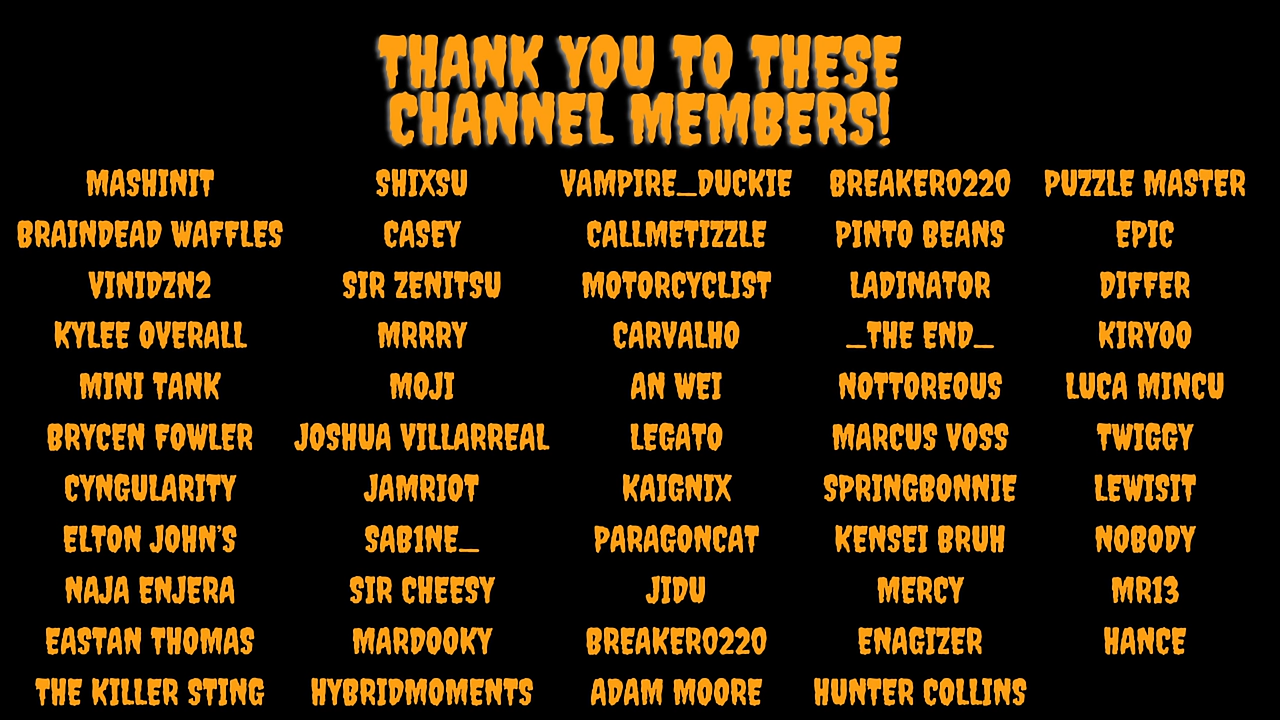 THANK YOU TO THESE
CHANNEL MEMBERS!
MASHINIT SHIXSU VAMPIRE_DUCKIE BREAKER0220 PUZZLE MASTER
BRAINDEAD WAFFLES CASEY CALLMETIZZLE PINTO BEANS EPIC
VINIDZN2 SIR ZENITSU MOTORCYCLIST LADINATOR DIFFER
KYLEE OVERALL MRRRY CARVALHO _THE END_ KIRYOO
MINI TANK MOJI AN WEI NOTTOREOUS LUCA MINCU
BRYCEN FOWLER JOSHUA VILLARREAL LEGATO MARCUS VOSS TWIGGY
CYNGULARITY JAMRIOT KAIGNIX SPRINGBONNIE LEWISIT
ELTON JOHN'S SAB1NE_ PARAGONCAT KENSEI BRUH NOBODY
NAJA ENJERA SIR CHEESY JIDU MERCY MR13
EASTAN THOMAS MARDOOKY BREAKER0220 ENAGIZER HANCE
THE KILLER STING HYBRIDMOMENTS ADAM MOORE HUNTER COLLINS